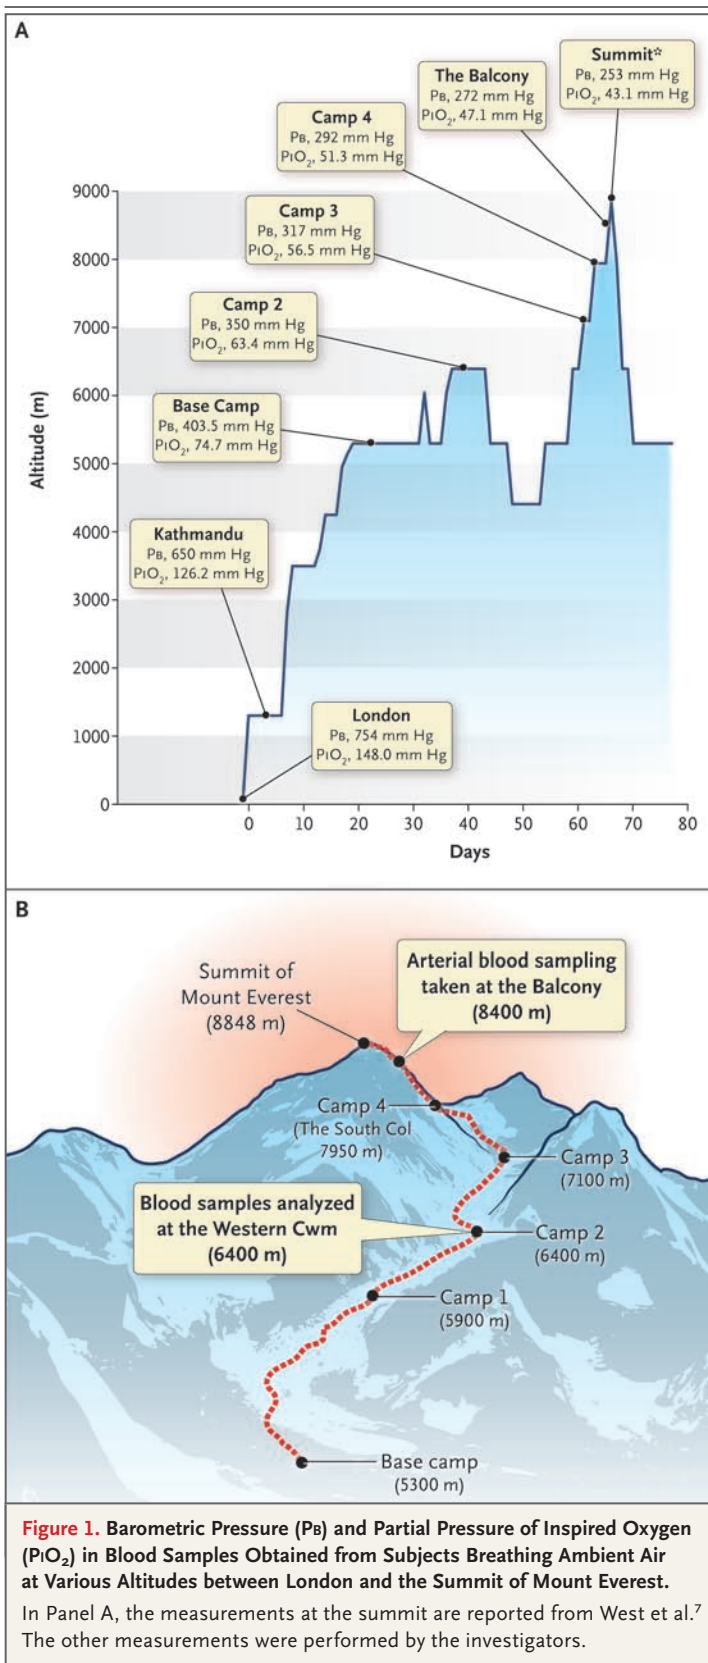 A
Summit☆
PB, 253 mm Hg
PIO₂, 43.1 mm Hg
The Balcony
PB, 272 mm Hg
PIO₂, 47.1 mm Hg
Camp 4
PB, 292 mm Hg
PIO₂, 51.3 mm Hg
Camp 3
PB, 317 mm Hg
PIO₂, 56.5 mm Hg
Camp 2
PB, 350 mm Hg
PIO₂, 63.4 mm Hg
Base Camp
PB, 403.5 mm Hg
PIO₂, 74.7 mm Hg
Kathmandu
PB, 650 mm Hg
PIO₂, 126.2 mm Hg
London
PB, 754 mm Hg
PIO₂, 148.0 mm Hg
Altitude (m)
9000
8000
7000
6000
5000
4000
3000
2000
1000
0
0 10 20 30 40 50 60 70 80
Days
B
Summit of
Mount Everest
(8848 m)
Arterial blood sampling
taken at the Balcony
(8400 m)
Camp 4
(The South Col
7950 m)
Camp 3
(7100 m)
Blood samples analyzed
at the Western Cwm
(6400 m)
Camp 2
(6400 m)
Camp 1
(5900 m)
Base camp
(5300 m)
Figure 1. Barometric Pressure (PB) and Partial Pressure of Inspired Oxygen
(PIO₂) in Blood Samples Obtained from Subjects Breathing Ambient Air
at Various Altitudes between London and the Summit of Mount Everest.
In Panel A, the measurements at the summit are reported from West et al.⁷
The other measurements were performed by the investigators.